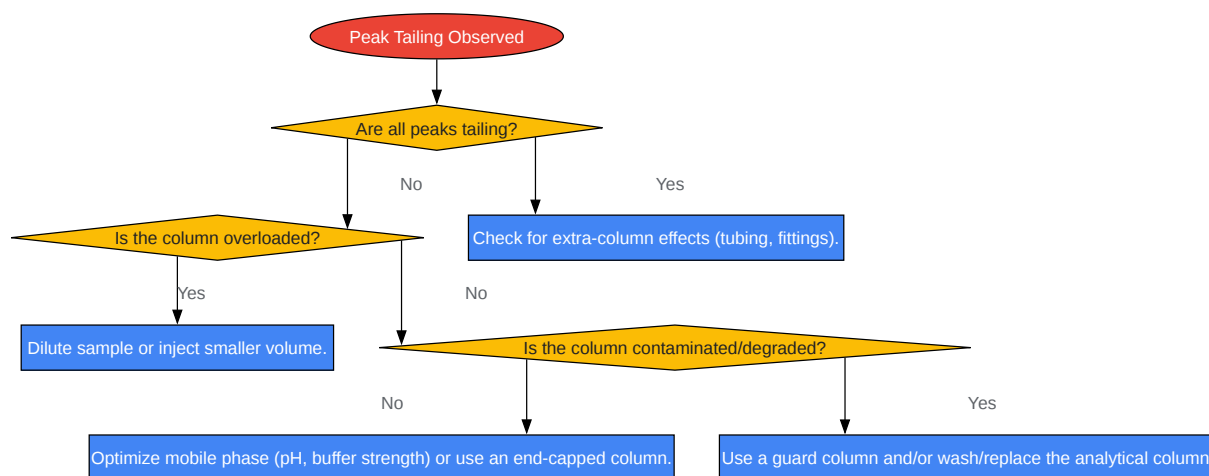 Peak Tailing Observed
Are all peaks tailing?
No
Yes
Is the column overloaded?
Check for extra-column effects (tubing, fittings).
Yes
No
Dilute sample or inject smaller volume.
Is the column contaminated/degraded?
No
Yes
Optimize mobile phase (pH, buffer strength) or use an end-capped column.
Use a guard column and/or wash/replace the analytical column